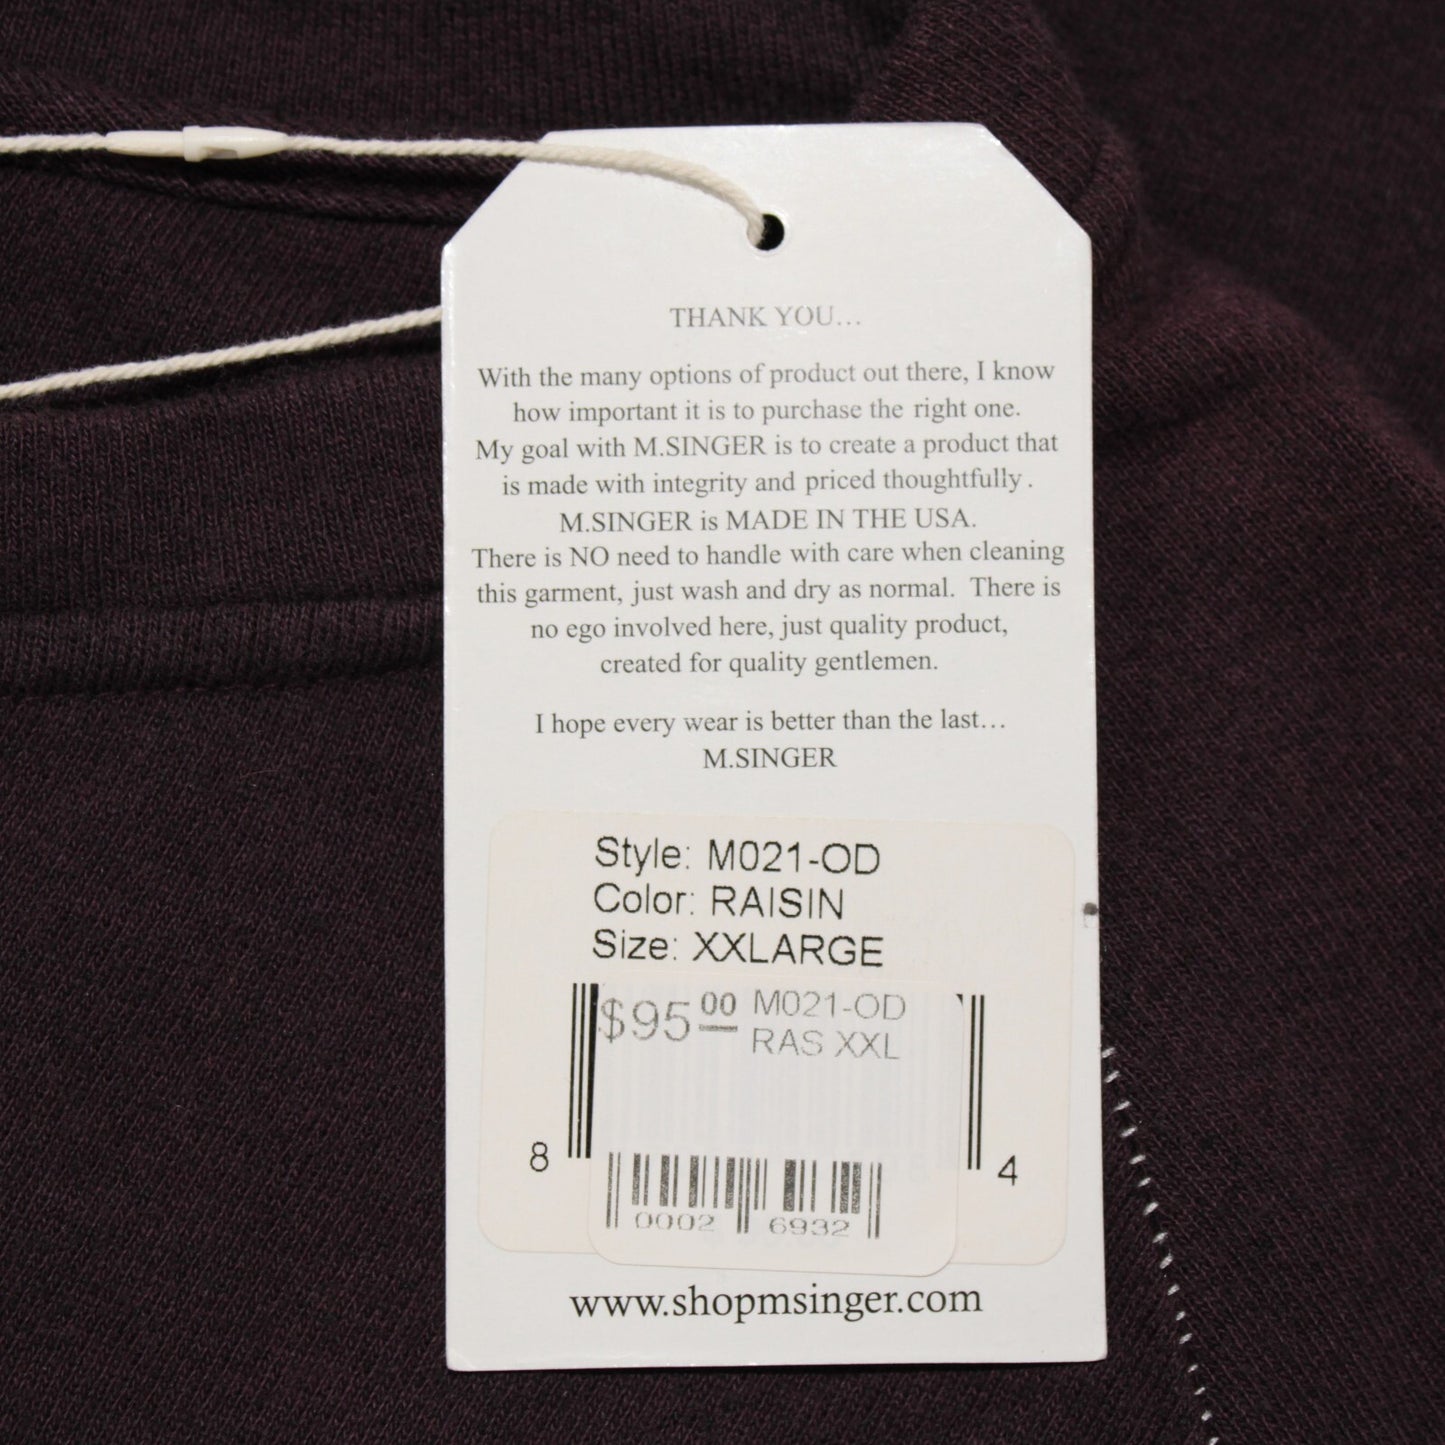 THANK YOU...
With the many options of product out there, I know
how important it is to purchase the right one.
My goal with M.SINGER is to create a product that
is made with integrity and priced thoughtfully.
M.SINGER is MADE IN THE USA.
There is NO need to handle with care when cleaning
this garment, just wash and dry as normal.  There is
no ego involved here, just quality product,
created for quality gentlemen.
I hope every wear is better than the last...
M.SINGER
Style: M021-OD
Color: RAISIN
Size: XXLARGE
$95 00 M021-OD
RAS XXL
8 4
0002 6932
www.shopmsinger.com